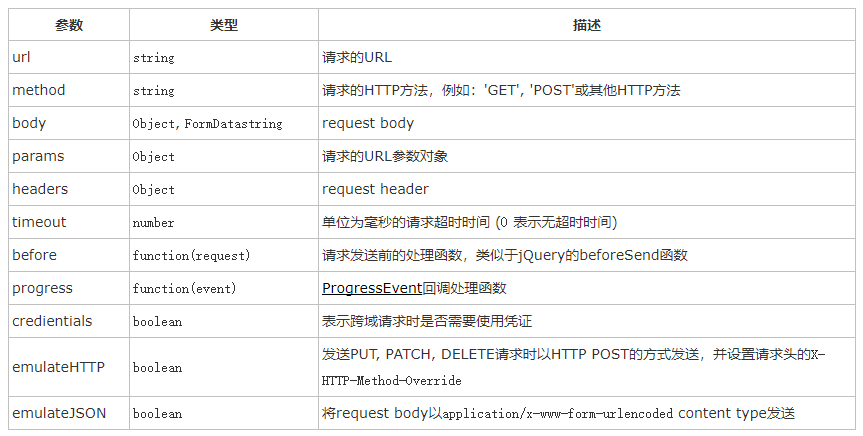 参数 类型 描述
url string 请求的URL
method string 请求的HTTP方法，例如：'GET', 'POST'或其他HTTP方法
body Object, FormDatastring request body
params Object 请求的URL参数对象
headers Object request header
timeout number 单位为毫秒的请求超时时间 (0 表示无超时时间)
before function(request) 请求发送前的处理函数，类似于jQuery的beforeSend函数
progress function(event) ProgressEvent回调处理函数
credientials boolean 表示跨域请求时是否需要使用凭证
emulateHTTP boolean 发送PUT, PATCH, DELETE请求时以HTTP POST的方式发送，并设置请求头的X-
HTTP-Method-Override
emulateJSON boolean 将request body以application/x-www-form-urlencoded content type发送